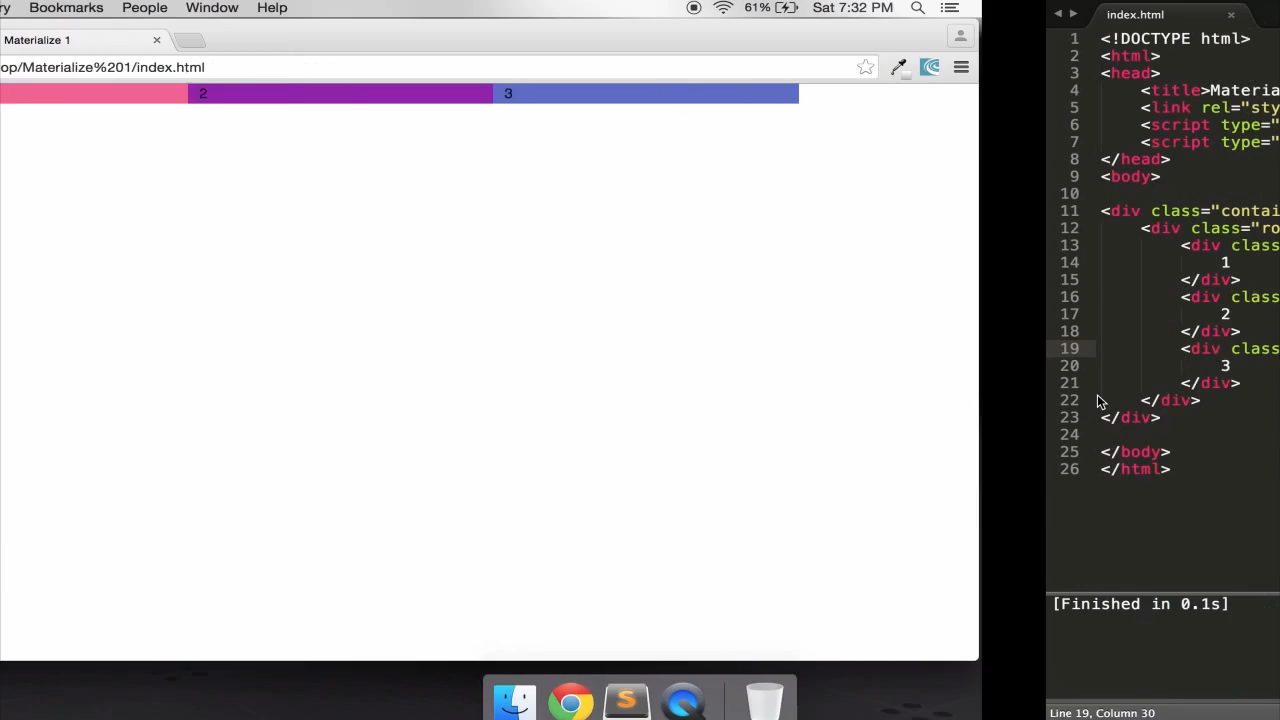 ry Bookmarks People Window Help 61% Sat 7:32 PM
Materialize 1
op/Materialize%201/index.html
2 3
index.html
1 <!DOCTYPE html>
2 <html>
3 <head>
4 <title>Materia
5 <link rel="sty
6 <script type="
7 <script type="
8 </head>
9 <body>
10
11 <div class="contai
12 <div class="ro
13 <div class
14 1
15 </div>
16 <div class
17 2
18 </div>
19 <div class
20 3
21 </div>
22 </div>
23 </div>
24
25 </body>
26 </html>
[Finished in 0.1s]
Line 19, Column 30